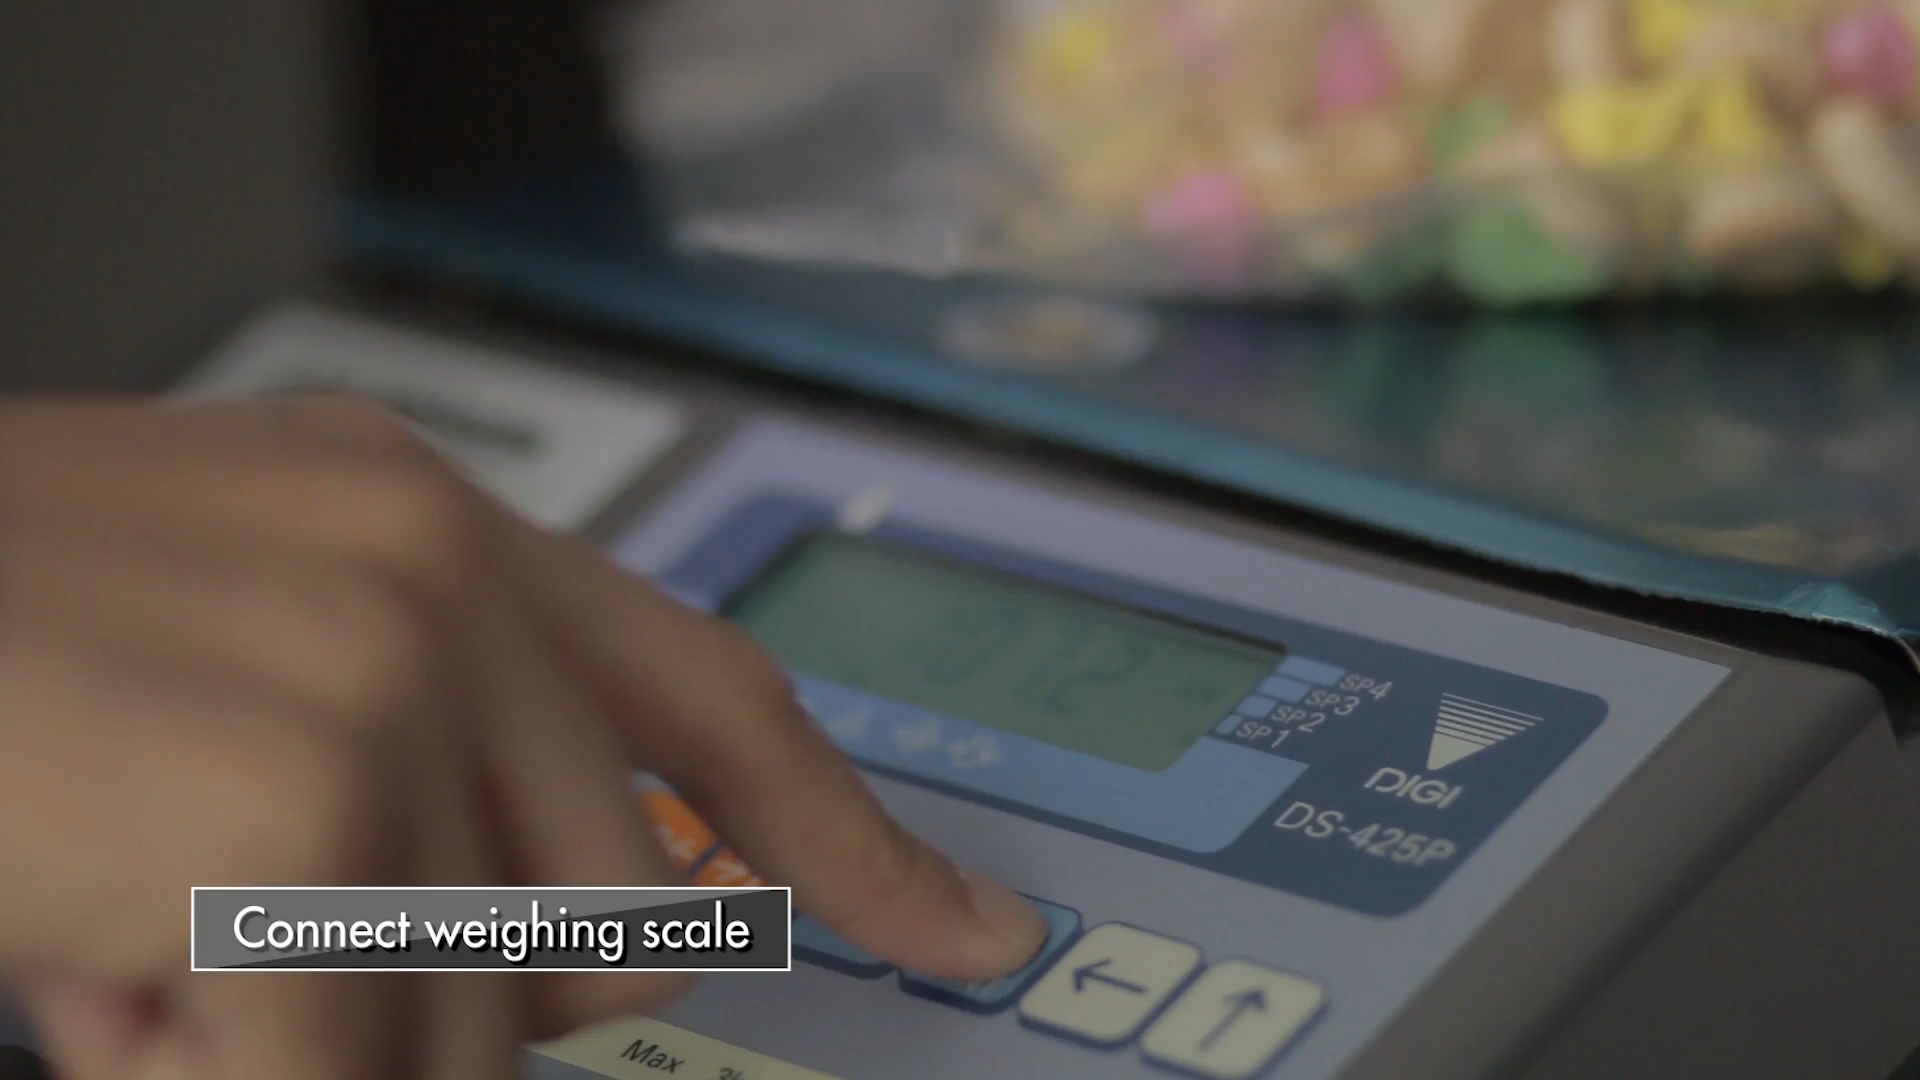 SP4
SP3
SP2
SP1
DIGI
DS-425P
Connect weighing scale
Max